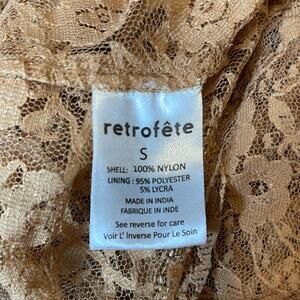 retrofête
S
SHELL: 100% NYLON
LINING : 95% POLYESTER
5% LYCRA
MADE IN INDIA
FABRIQUE IN INDE
See reverse for care
Voir L' Inverse Pour Le Soin